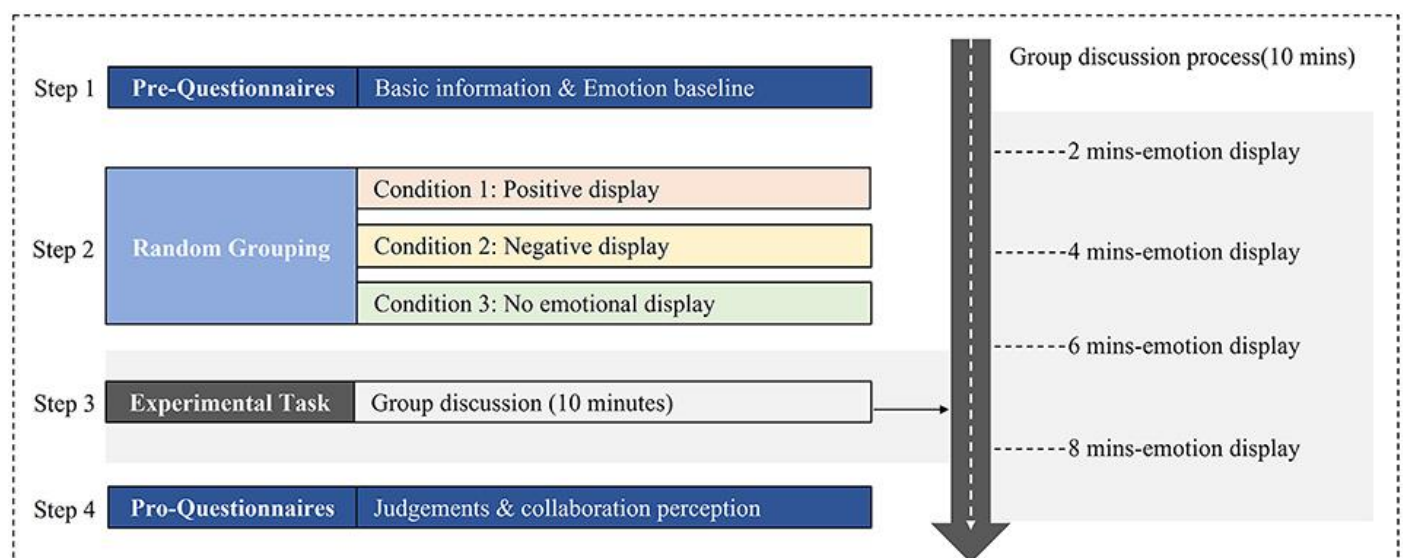 Step 1
Pre-Questionnaires
Basic information & Emotion baseline
Step 2
Random Grouping
Condition 1: Positive display
Condition 2: Negative display
Condition 3: No emotional display
Step 3
Experimental Task
Group discussion (10 minutes)
Step 4
Pro-Questionnaires
Judgements & collaboration perception
Group discussion process(10 mins)
2 mins-emotion display
4 mins-emotion display
6 mins-emotion display
8 mins-emotion display